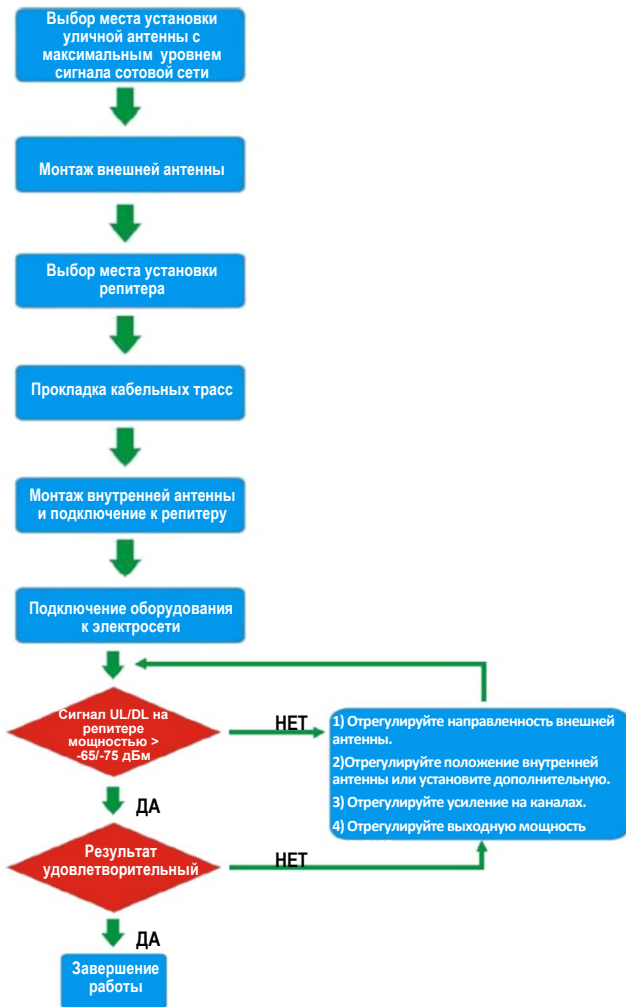 Выбор места установки
уличной антенны с
максимальным уровнем
сигнала сотовой сети
Монтаж внешней антенны
Выбор места установки
репитера
Прокладка кабельных трасс
Монтаж внутренней антенны
и подключение к репитеру
Подключение оборудования
к электросети
Сигнал UL/DL на
репитере
мощностью >
-65/-75 дБм
НЕТ
1) Отрегулируйте направленность внешней
антенны.
2)Отрегулируйте положение внутренней
антенны или установите дополнительную.
3) Отрегулируйте усиление на каналах.
4) Отрегулируйте выходную мощность
ДА
Результат
удовлетворительный
НЕТ
ДА
Завершение
работы